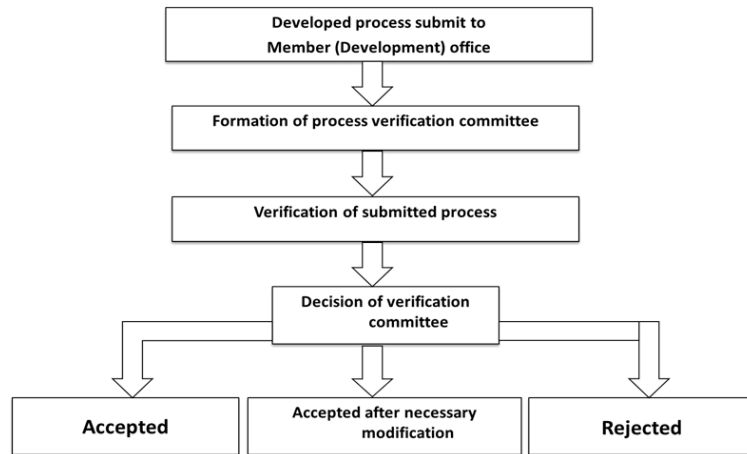 Developed process submit to
Member (Development) office
Formation of process verification committee
Verification of submitted process
Decision of verification
committee
Accepted
Accepted after necessary
modification
Rejected